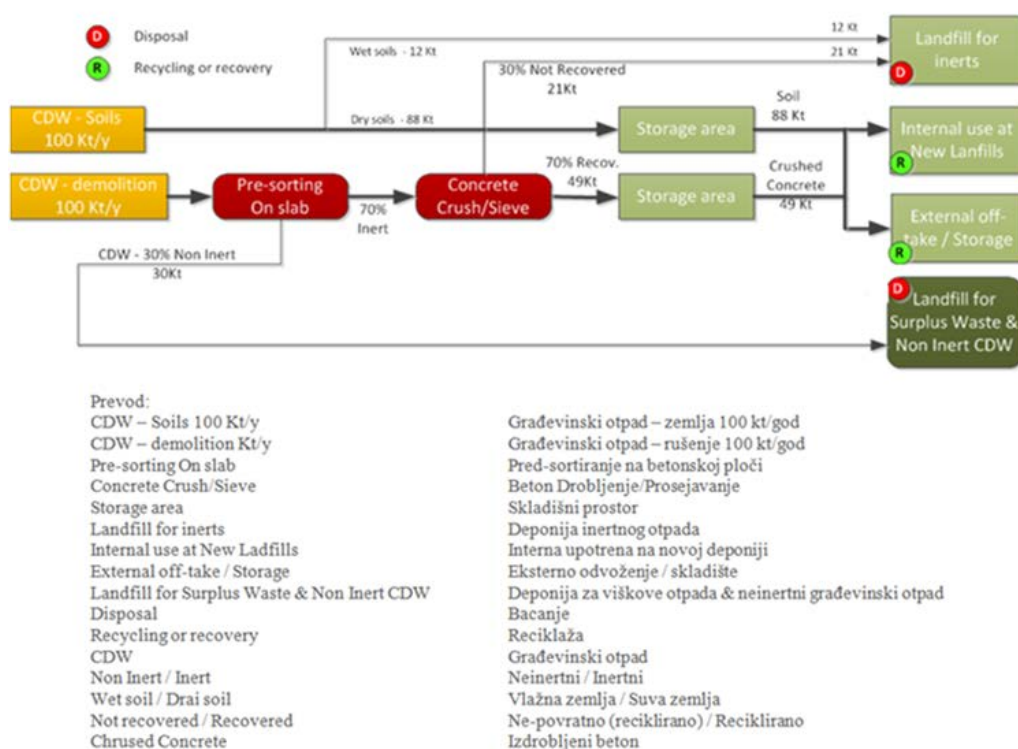 D Disposal
R Recycling or recovery
12 Kt
Wet soils - 12 Kt
21 Kt
Landfill for
inerts
D
30% Not Recovered
21Kt
CDW - Soils
100 Kt/y
Dry soils - 88 Kt
Storage area
Soil
88 Kt
Internal use at
New Lanfills
R
CDW - demolition
100 Kt/y
Pre-sorting
On slab
70%
Inert
Concrete
Crush/Sieve
70% Recov.
49Kt
Storage area
Crushed
Concrete
49 Kt
External off-
take / Storage
R
CDW - 30% Non Inert
30Kt
D
Landfill for
Surplus Waste &
Non Inert CDW
Prevod:
CDW – Soils 100 Kt/y Građevinski otpad – zemlja 100 kt/god
CDW – demolition Kt/y Građevinski otpad – rušenje 100 kt/god
Pre-sorting On slab Pred-sortiranje na betonskoj ploči
Concrete Crush/Sieve Beton Drobljenje/Prosejavanje
Storage area Skladišni prostor
Landfill for inerts Deponija inertnog otpada
Internal use at New Ladfills Interna upotrena na novoj deponiji
External off-take / Storage Eksterno odvoženje / skladište
Landfill for Surplus Waste & Non Inert CDW Deponija za viškove otpada & neinertni građevinski otpad
Disposal Bacanje
Recycling or recovery Reciklaža
CDW Građevinski otpad
Non Inert / Inert Neinertni / Inertni
Wet soil / Drai soil Vlažna zemlja / Suva zemlja
Not recovered / Recovered Ne-povratno (reciklirano) / Reciklirano
Chrused Concrete Izdrobljeni beton